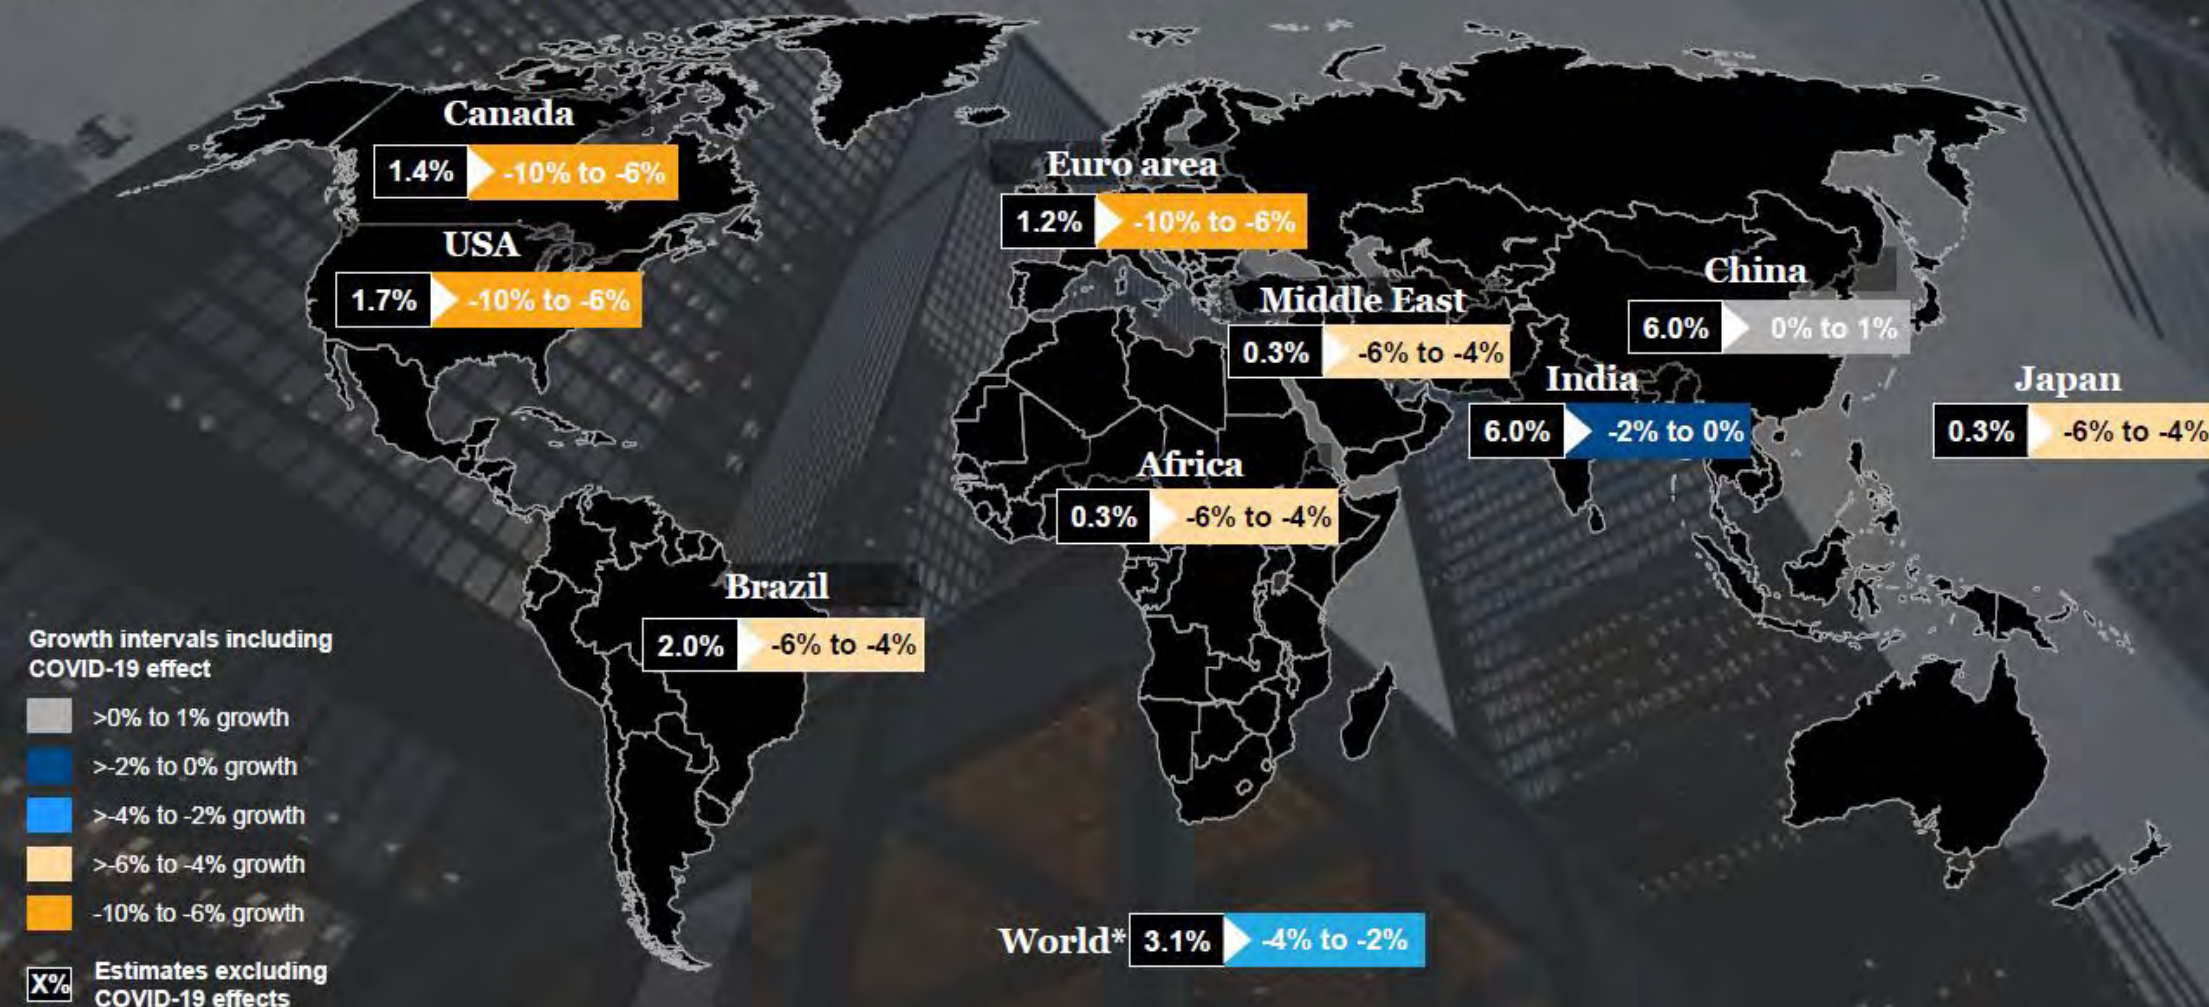 Canada
1.4% -10% to -6%
USA
1.7% -10% to -6%
Euro area
1.2% -10% to -6%
Middle East
0.3% -6% to -4%
China
6.0% 0% to 1%
India
6.0% -2% to 0%
Japan
0.3% -6% to -4%
Africa
0.3% -6% to -4%
Brazil
2.0% -6% to -4%
World* 3.1% -4% to -2%
Growth intervals including
COVID-19 effect
>0% to 1% growth
>-2% to 0% growth
>-4% to -2% growth
>-6% to -4% growth
-10% to -6% growth
X% Estimates excluding
COVID-19 effects